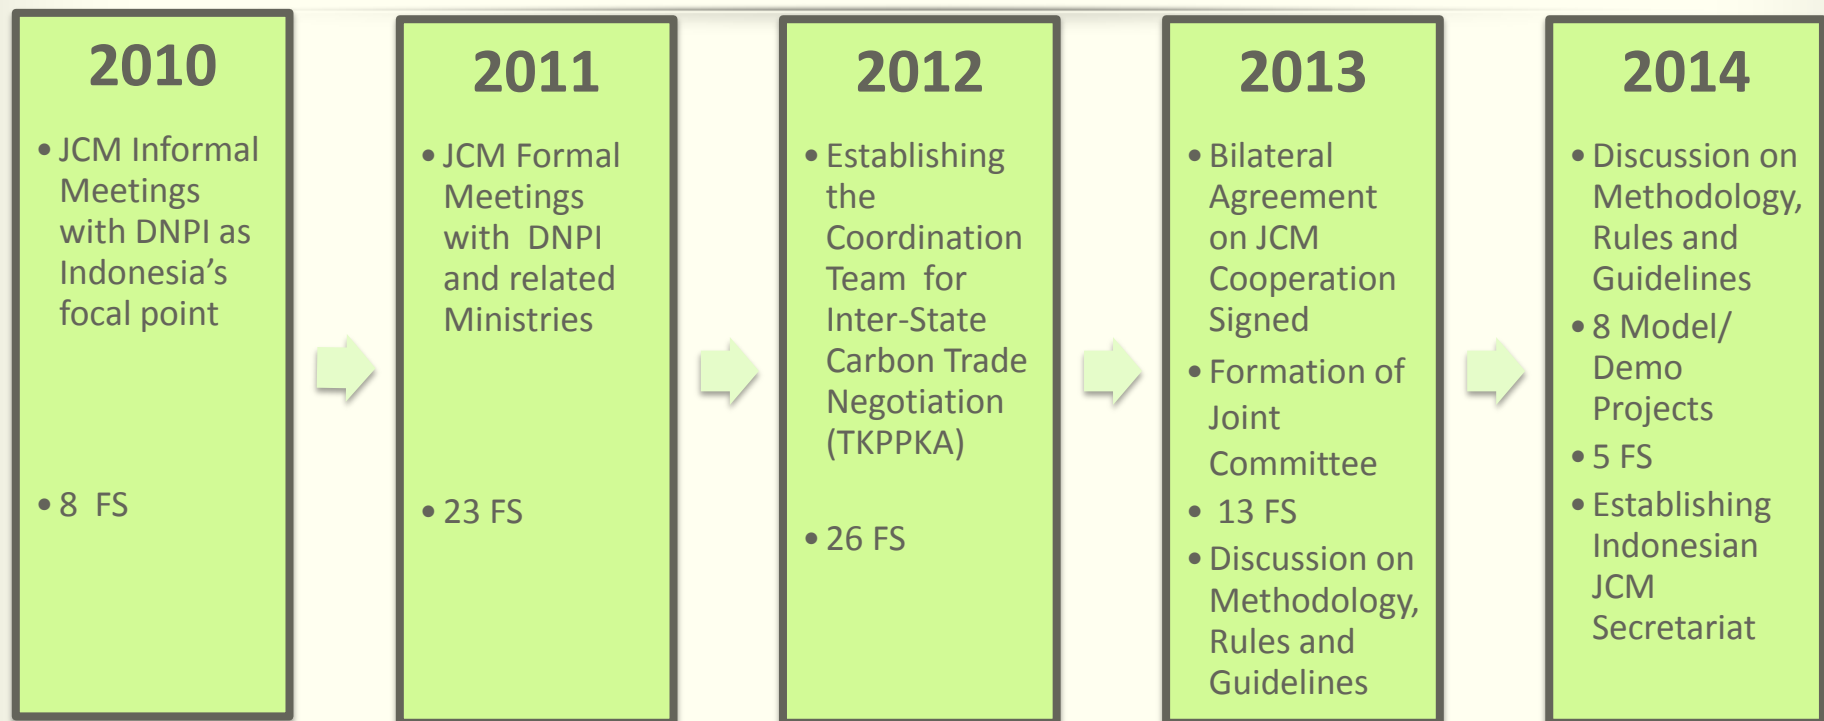 2010
• JCM Informal
Meetings
with DNPI as
Indonesia’s
focal point
• 8 FS
2011
• JCM Formal
Meetings
with DNPI
and related
Ministries
• 23 FS
2012
• Establishing
the
Coordination
Team for
Inter-State
Carbon Trade
Negotiation
(TKPPKA)
• 26 FS
2013
• Bilateral
Agreement
on JCM
Cooperation
Signed
• Formation of
Joint
Committee
• 13 FS
• Discussion on
Methodology,
Rules and
Guidelines
2014
• Discussion on
Methodology,
Rules and
Guidelines
• 8 Model/
Demo
Projects
• 5 FS
• Establishing
Indonesian
JCM
Secretariat